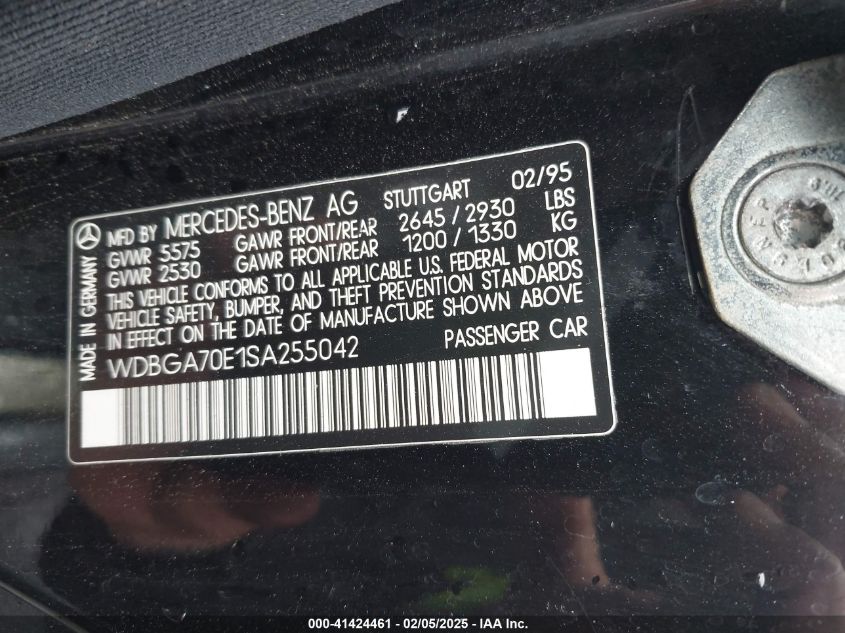 MADE IN GERMANY
MFD BY MERCEDES-BENZ AG STUTTGART 02/95
GVWR 5575 GAWR FRONT/REAR 2645 / 2930 LBS
GVWR 2530 GAWR FRONT/REAR 1200 / 1330 KG
THIS VEHICLE CONFORMS TO ALL APPLICABLE U.S. FEDERAL MOTOR
VEHICLE SAFETY, BUMPER, AND THEFT PREVENTION STANDARDS
IN EFFECT ON THE DATE OF MANUFACTURE SHOWN ABOVE
WDBGA70E1SA255042 PASSENGER CAR
000-41424461 - 02/05/2025 - IAA Inc.